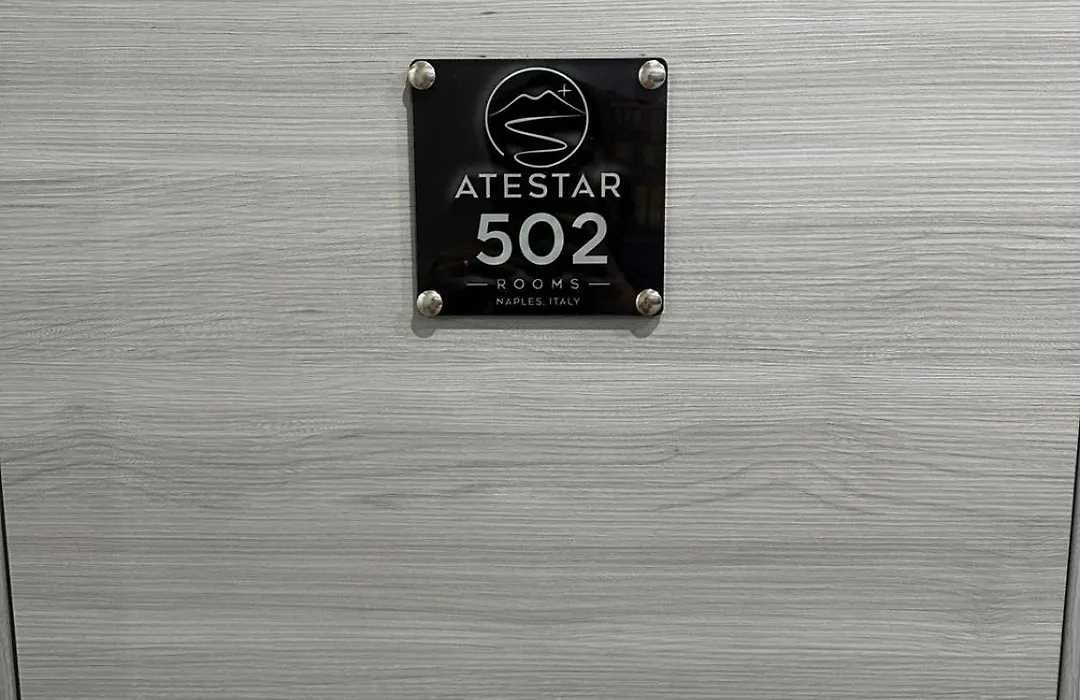 ATESTAR
502
ROOMS
NAPLES, ITALY